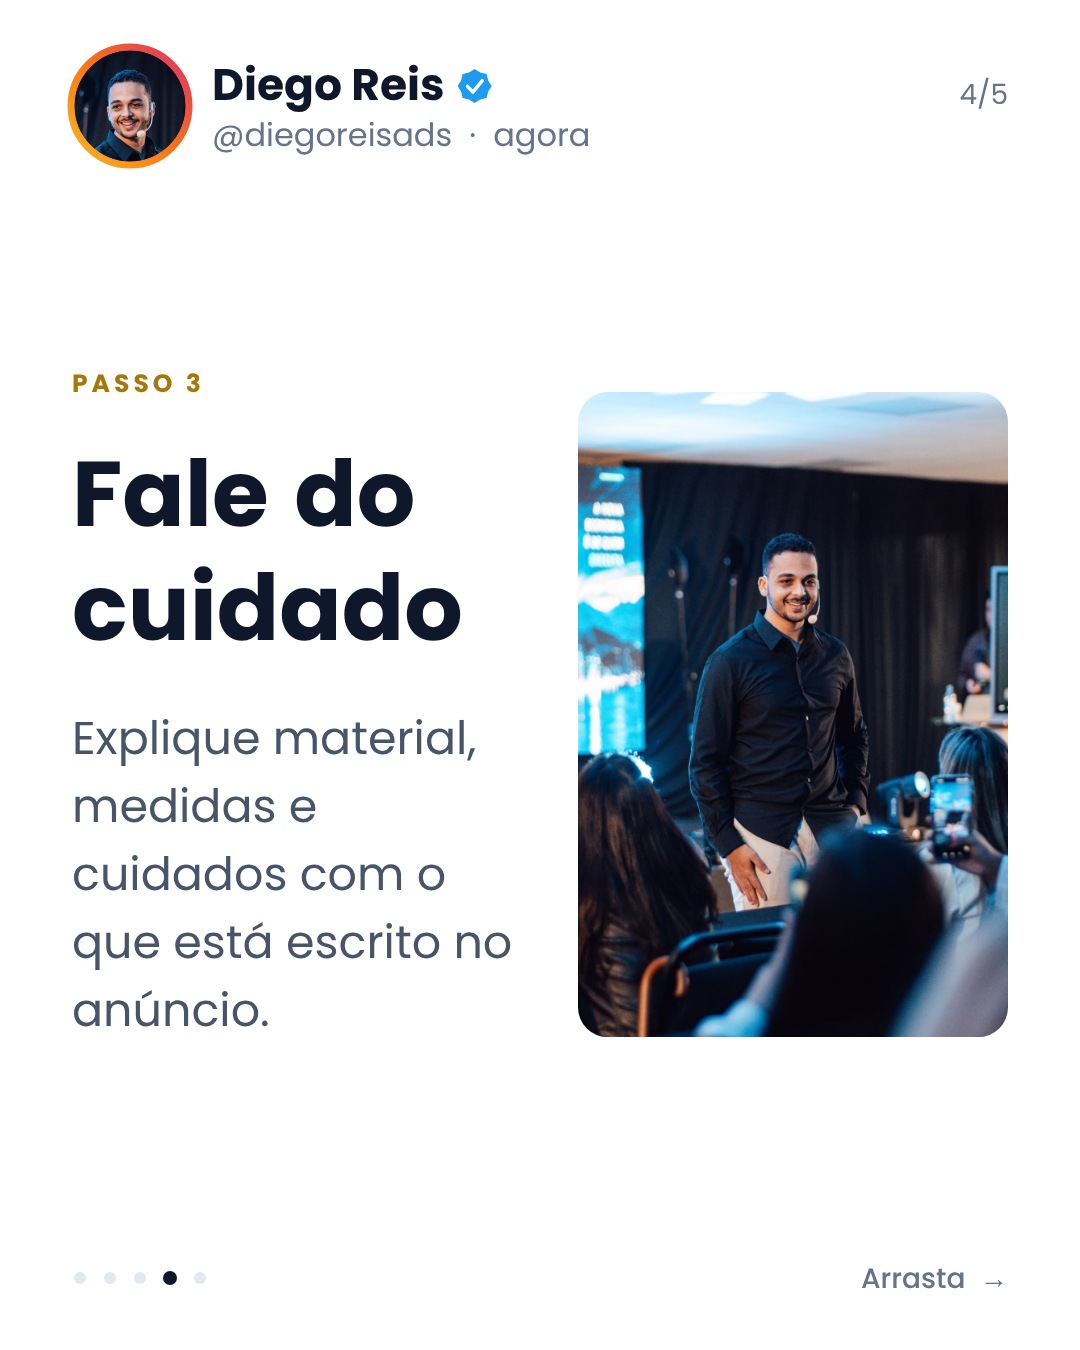 Diego Reis
@diegoreisads · agora
4/5
PASSO 3
Fale do
cuidado
Explique material,
medidas e
cuidados com o
que está escrito no
anúncio.
Arrasta →